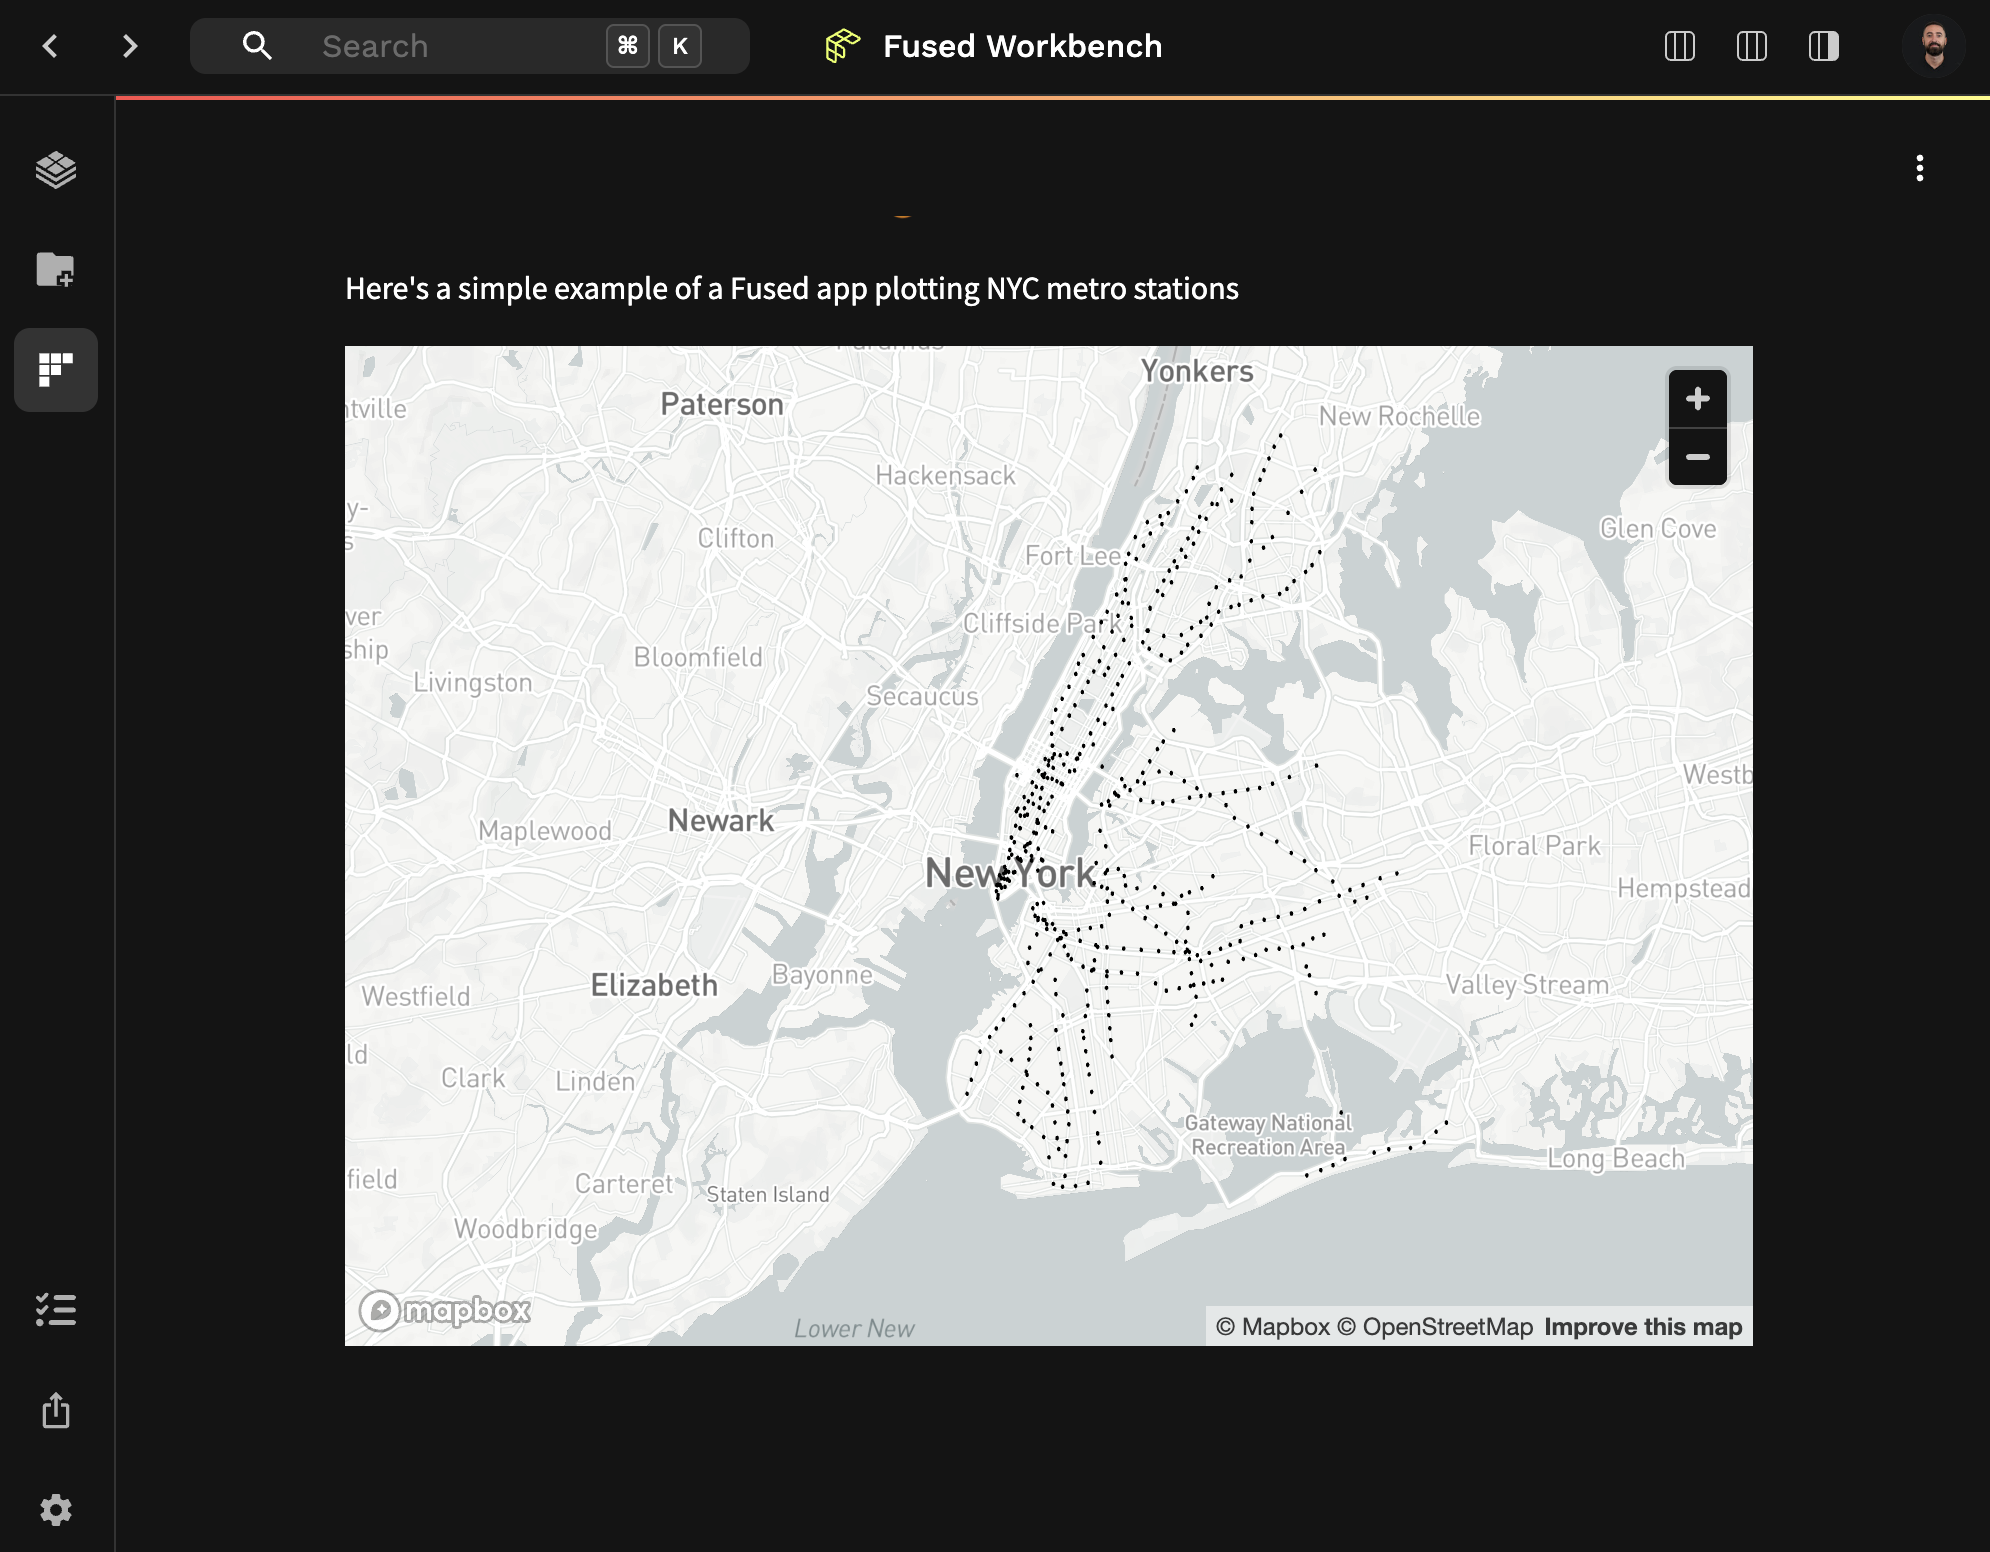 Search ⌘ K
Fused Workbench
Here's a simple example of a Fused app plotting NYC metro stations
Yonkers
Paterson
New Rochelle
ntville
Hackensack
y-
Glen Cove
Clifton
s
Fort Lee
ver
Cliffside Park
ship
Bloomfield
Livingston
Secaucus
Westb
Newark
Maplewood
Floral Park
New York
Hempstead
Bayonne
Elizabeth
Valley Stream
Westfield
ld
Clark
Linden
Gateway National
Recreation Area
Long Beach
field
Carteret
Staten Island
Woodbridge
mapbox
Lower New
© Mapbox © OpenStreetMap Improve this map